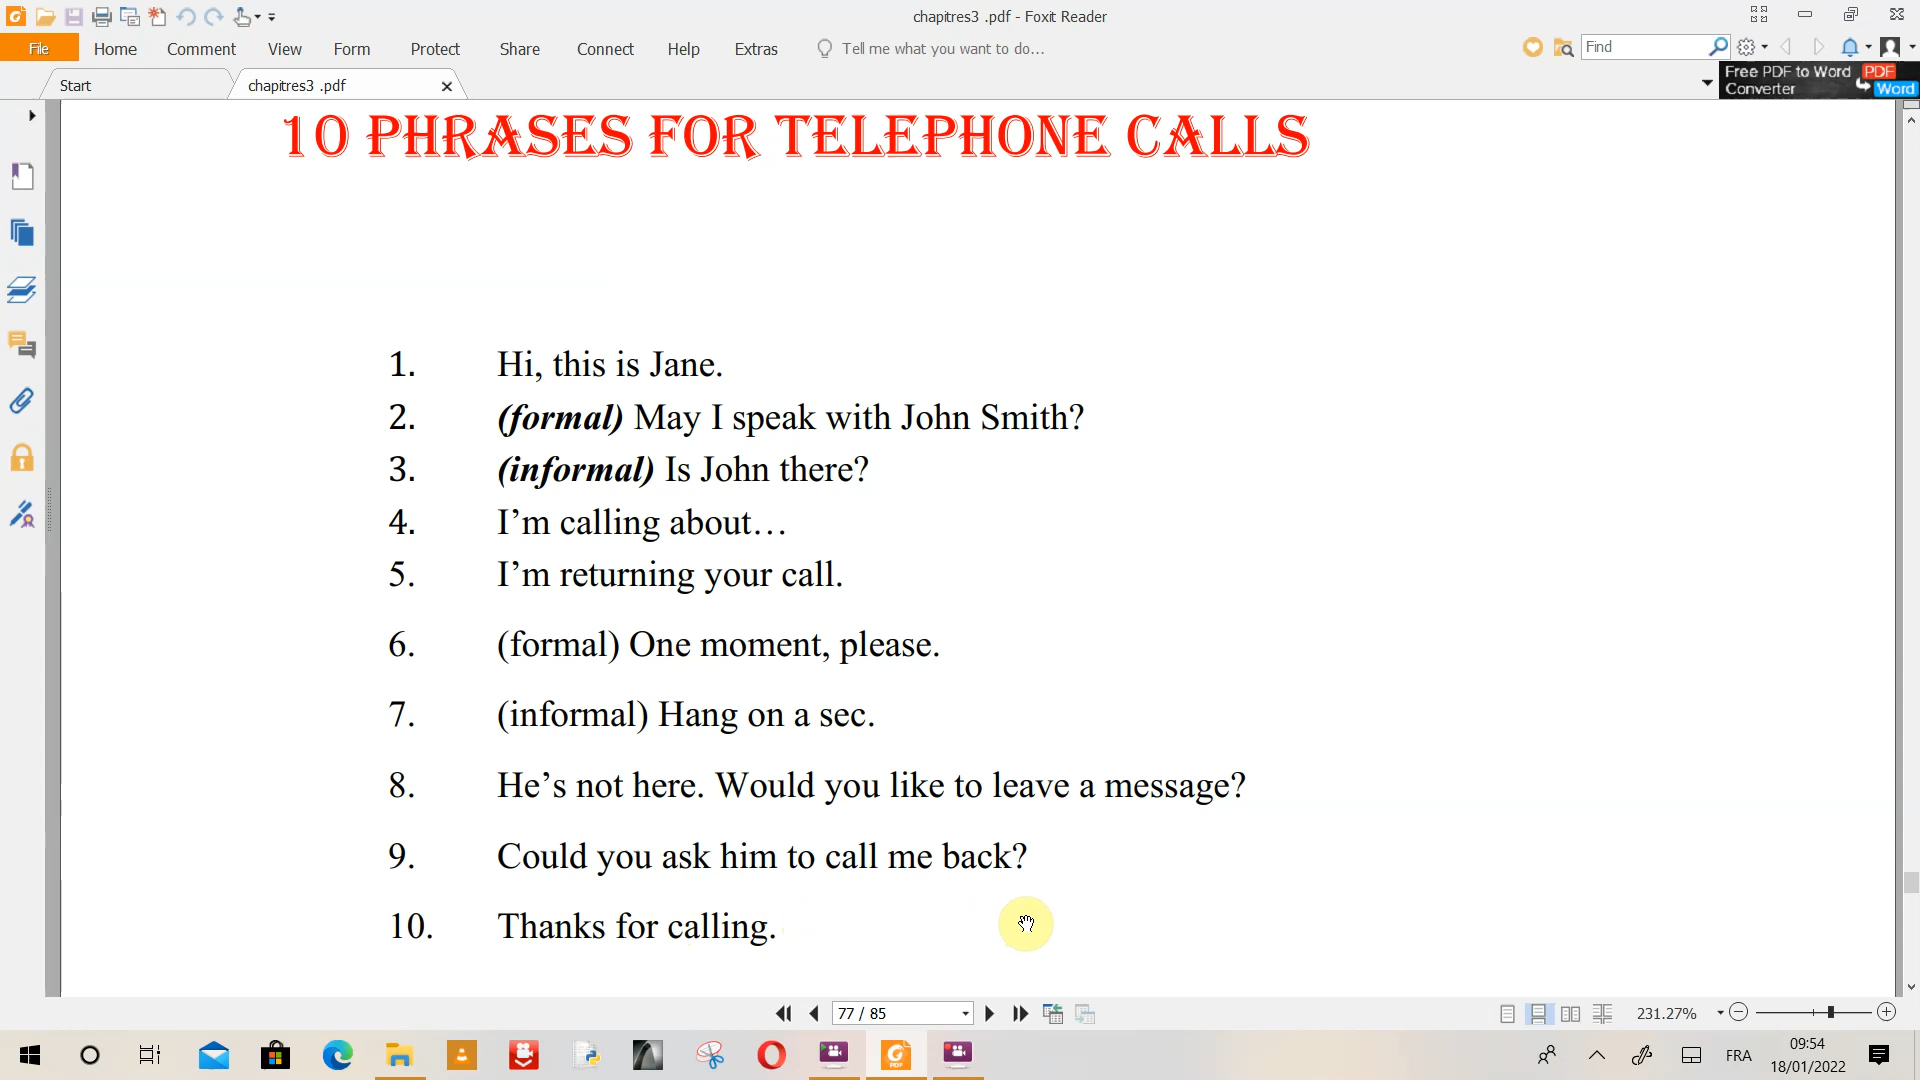 chapitres3 .pdf - Foxit Reader
File Home Comment View Form Protect Share Connect Help Extras Tell me what you want to do... Find
Start chapitres3 .pdf
Free PDF to Word Converter PDF Word
10 PHRASES FOR TELEPHONE CALLS
1. Hi, this is Jane.
2. (formal) May I speak with John Smith?
3. (informal) Is John there?
4. I’m calling about…
5. I’m returning your call.
6. (formal) One moment, please.
7. (informal) Hang on a sec.
8. He’s not here. Would you like to leave a message?
9. Could you ask him to call me back?
10. Thanks for calling.
77 / 85 231.27%
FRA 09:54
18/01/2022